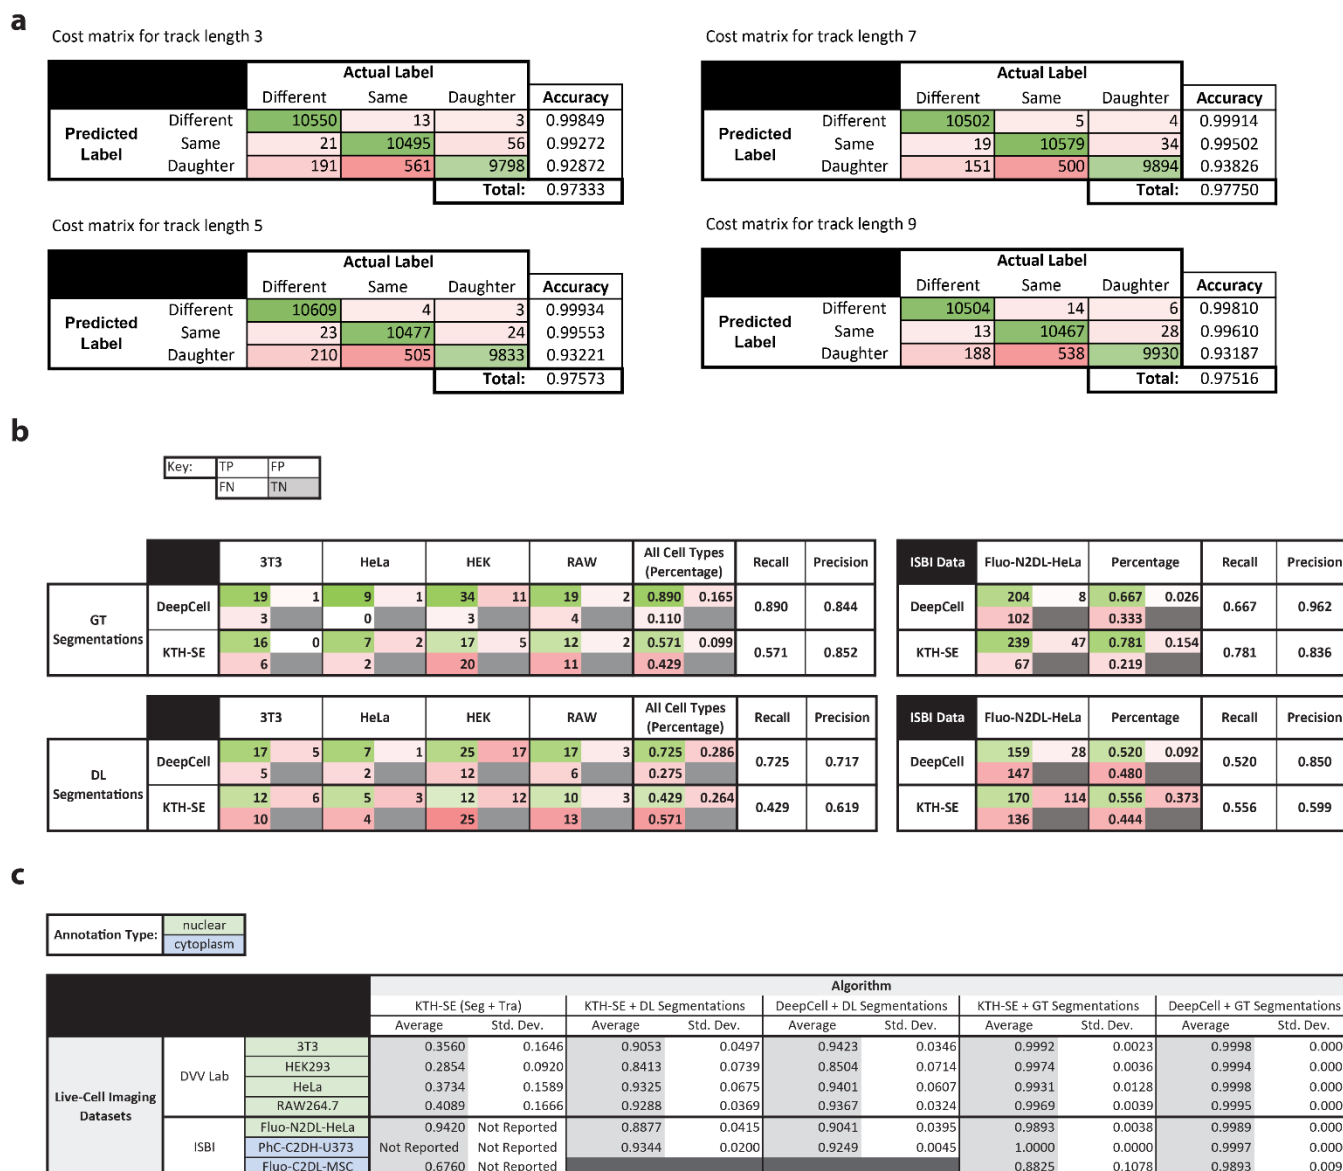 a
Cost matrix for track length 3
Actual Label
Different Same Daughter Accuracy
Predicted Label
Different 10550 13 3 0.99849
Same 21 10495 56 0.99272
Daughter 191 561 9798 0.92872
Total: 0.97333
Cost matrix for track length 7
Actual Label
Different Same Daughter Accuracy
Predicted Label
Different 10502 5 4 0.99914
Same 19 10579 34 0.99502
Daughter 151 500 9894 0.93826
Total: 0.97750
Cost matrix for track length 5
Actual Label
Different Same Daughter Accuracy
Predicted Label
Different 10609 4 3 0.99934
Same 23 10477 24 0.99553
Daughter 210 505 9833 0.93221
Total: 0.97573
Cost matrix for track length 9
Actual Label
Different Same Daughter Accuracy
Predicted Label
Different 10504 14 6 0.99810
Same 13 10467 28 0.99610
Daughter 188 538 9930 0.93187
Total: 0.97516
b
Key: TP FP
FN TN
3T3 HeLa HEK RAW All Cell Types (Percentage) Recall Precision
GT Segmentations
DeepCell 19 1 9 1 34 11 19 2 0.890 0.165 0.890 0.844
3 0 3 4 0.110
KTH-SE 16 0 7 2 17 5 12 2 0.571 0.099 0.571 0.852
6 2 20 11 0.429
ISBI Data Fluo-N2DL-HeLa Percentage Recall Precision
DeepCell 204 8 0.667 0.026 0.667 0.962
102 0.333
KTH-SE 239 47 0.781 0.154 0.781 0.836
67 0.219
3T3 HeLa HEK RAW All Cell Types (Percentage) Recall Precision
DL Segmentations
DeepCell 17 5 7 1 25 17 17 3 0.725 0.286 0.725 0.717
5 2 12 6 0.275
KTH-SE 12 6 5 3 12 12 10 3 0.429 0.264 0.429 0.619
10 4 25 13 0.571
ISBI Data Fluo-N2DL-HeLa Percentage Recall Precision
DeepCell 159 28 0.520 0.092 0.520 0.850
147 0.480
KTH-SE 170 114 0.556 0.373 0.556 0.599
136 0.444
c
Annotation Type: nuclear
cytoplasm
Algorithm
KTH-SE (Seg + Tra) KTH-SE + DL Segmentations DeepCell + DL Segmentations KTH-SE + GT Segmentations DeepCell + GT Segmentations
Average Std. Dev. Average Std. Dev. Average Std. Dev. Average Std. Dev. Average Std. Dev.
Live-Cell Imaging Datasets
DVV Lab
3T3 0.3560 0.1646 0.9053 0.0497 0.9423 0.0346 0.9992 0.0023 0.9998 0.000
HEK293 0.2854 0.0920 0.8413 0.0739 0.8504 0.0714 0.9974 0.0036 0.9994 0.000
HeLa 0.3734 0.1589 0.9325 0.0675 0.9401 0.0607 0.9931 0.0128 0.9998 0.000
RAW264.7 0.4089 0.1666 0.9288 0.0369 0.9367 0.0324 0.9969 0.0039 0.9995 0.000
ISBI
Fluo-N2DL-HeLa 0.9420 Not Reported 0.8877 0.0415 0.9041 0.0395 0.9893 0.0038 0.9989 0.000
PhC-C2DH-U373 Not Reported Not Reported 0.9344 0.0200 0.9249 0.0045 1.0000 0.0000 0.9997 0.000
Fluo-C2DL-MSC 0.6760 Not Reported 0.8825 0.1078 0.9893 0.009